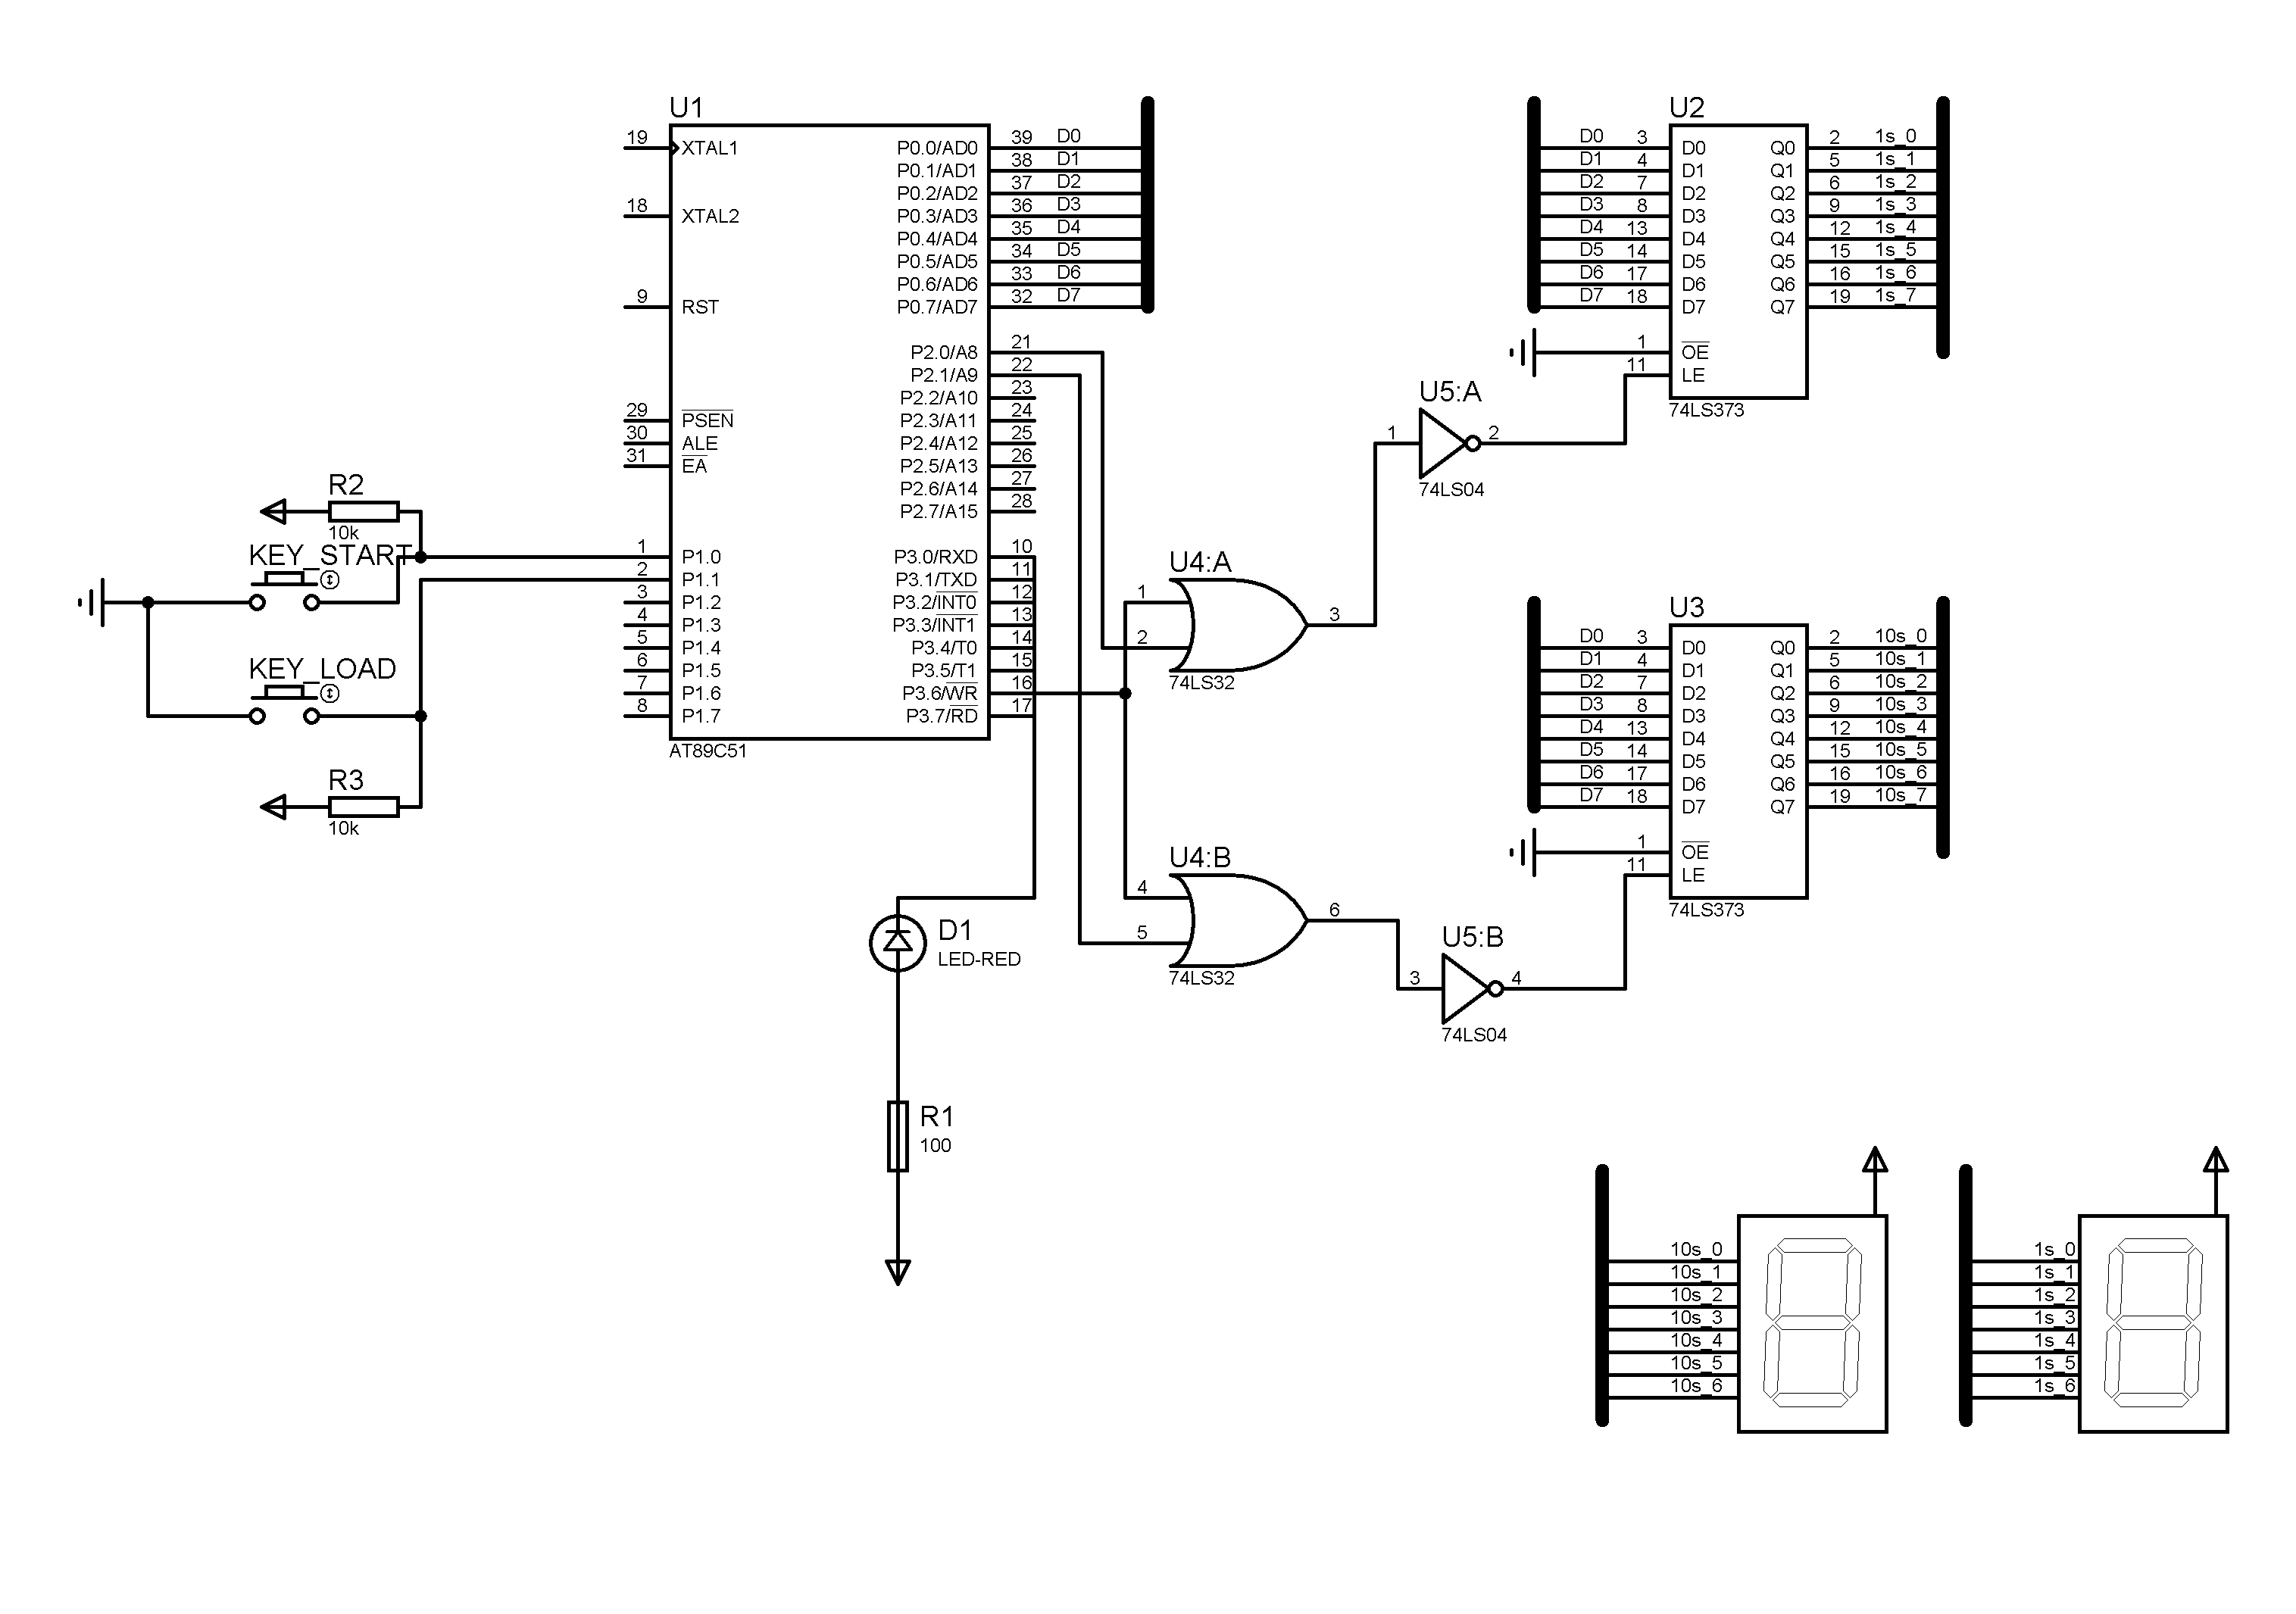 U1
19 XTAL1
18 XTAL2
9 RST
29 PSEN
30 ALE
31 EA
1 P1.0
2 P1.1
3 P1.2
4 P1.3
5 P1.4
6 P1.5
7 P1.6
8 P1.7
P0.0/AD0 39 D0
P0.1/AD1 38 D1
P0.2/AD2 37 D2
P0.3/AD3 36 D3
P0.4/AD4 35 D4
P0.5/AD5 34 D5
P0.6/AD6 33 D6
P0.7/AD7 32 D7
P2.0/A8 21
P2.1/A9 22
P2.2/A10 23
P2.3/A11 24
P2.4/A12 25
P2.5/A13 26
P2.6/A14 27
P2.7/A15 28
P3.0/RXD 10
P3.1/TXD 11
P3.2/INT0 12
P3.3/INT1 13
P3.4/T0 14
P3.5/T1 15
P3.6/WR 16
P3.7/RD 17
AT89C51
R2
10k
KEY_START
KEY_LOAD
R3
10k
D1
LED-RED
R1
100
U4:A
1
2
3
74LS32
U4:B
4
5
6
74LS32
U5:A
1 2
74LS04
U5:B
3 4
74LS04
U2
D0 3 D0 Q0 2 1s_0
D1 4 D1 Q1 5 1s_1
D2 7 D2 Q2 6 1s_2
D3 8 D3 Q3 9 1s_3
D4 13 D4 Q4 12 1s_4
D5 14 D5 Q5 15 1s_5
D6 17 D6 Q6 16 1s_6
D7 18 D7 Q7 19 1s_7
1 OE
11 LE
74LS373
U3
D0 3 D0 Q0 2 10s_0
D1 4 D1 Q1 5 10s_1
D2 7 D2 Q2 6 10s_2
D3 8 D3 Q3 9 10s_3
D4 13 D4 Q4 12 10s_4
D5 14 D5 Q5 15 10s_5
D6 17 D6 Q6 16 10s_6
D7 18 D7 Q7 19 10s_7
1 OE
11 LE
74LS373
10s_0
10s_1
10s_2
10s_3
10s_4
10s_5
10s_6
1s_0
1s_1
1s_2
1s_3
1s_4
1s_5
1s_6